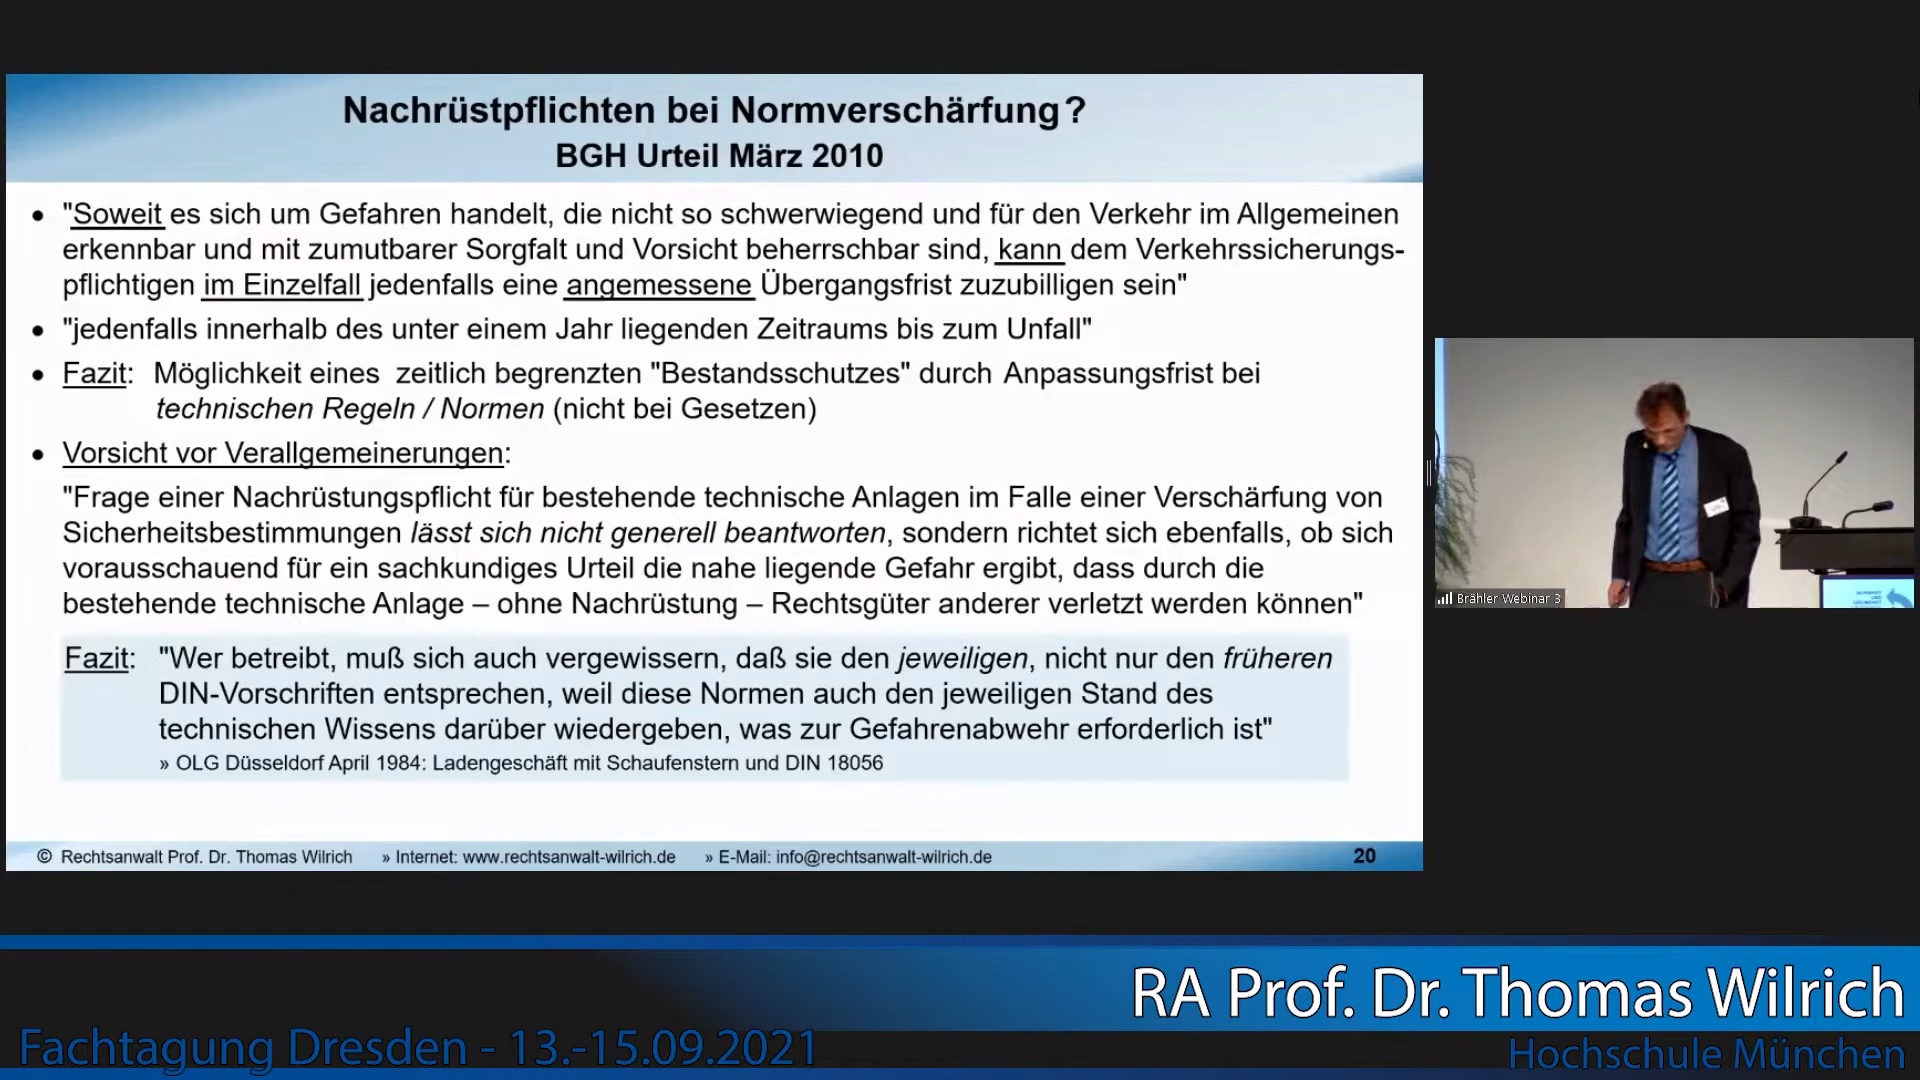 Nachrüstpflichten bei Normverschärfung?
BGH Urteil März 2010
• "Soweit es sich um Gefahren handelt, die nicht so schwerwiegend und für den Verkehr im Allgemeinen
erkennbar und mit zumutbarer Sorgfalt und Vorsicht beherrschbar sind, kann dem Verkehrssicherungs-
pflichtigen im Einzelfall jedenfalls eine angemessene Übergangsfrist zuzubilligen sein"
• "jedenfalls innerhalb des unter einem Jahr liegenden Zeitraums bis zum Unfall"
• Fazit: Möglichkeit eines zeitlich begrenzten "Bestandsschutzes" durch Anpassungsfrist bei
technischen Regeln / Normen (nicht bei Gesetzen)
• Vorsicht vor Verallgemeinerungen:
"Frage einer Nachrüstungspflicht für bestehende technische Anlagen im Falle einer Verschärfung von
Sicherheitsbestimmungen lässt sich nicht generell beantworten, sondern richtet sich ebenfalls, ob sich
vorausschauend für ein sachkundiges Urteil die nahe liegende Gefahr ergibt, dass durch die
bestehende technische Anlage – ohne Nachrüstung – Rechtsgüter anderer verletzt werden können"
Fazit: "Wer betreibt, muß sich auch vergewissern, daß sie den jeweiligen, nicht nur den früheren
DIN-Vorschriften entsprechen, weil diese Normen auch den jeweiligen Stand des
technischen Wissens darüber wiedergeben, was zur Gefahrenabwehr erforderlich ist"
» OLG Düsseldorf April 1984: Ladengeschäft mit Schaufenstern und DIN 18056
© Rechtsanwalt Prof. Dr. Thomas Wilrich » Internet: www.rechtsanwalt-wilrich.de » E-Mail: info@rechtsanwalt-wilrich.de 20
Brähler Webinar 3
RA Prof. Dr. Thomas Wilrich
Fachtagung Dresden - 13.-15.09.2021
Hochschule München